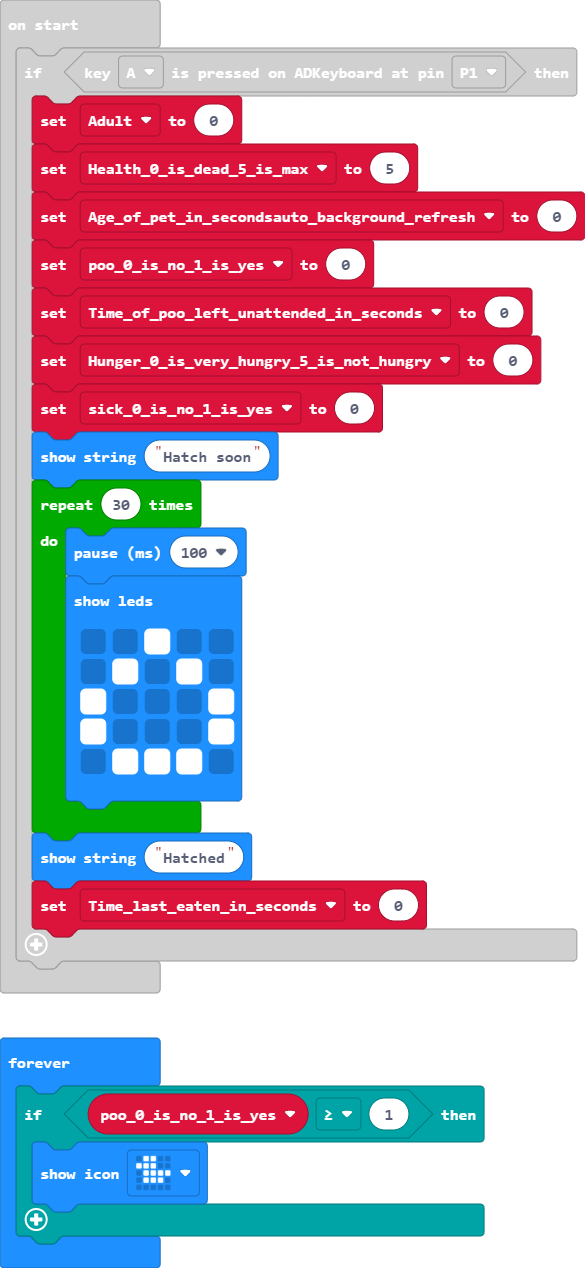 on start
if key A is pressed on ADKeyboard at pin P1 then
set Adult to 0
set Health_0_is_dead_5_is_max to 5
set Age_of_pet_in_secondsauto_background_refresh to 0
set poo_0_is_no_1_is_yes to 0
set Time_of_poo_left_unattended_in_seconds to 0
set Hunger_0_is_very_hungry_5_is_not_hungry to 0
set sick_0_is_no_1_is_yes to 0
show string "Hatch soon"
repeat 30 times
do
pause (ms) 100
show leds
show string "Hatched"
set Time_last_eaten_in_seconds to 0
forever
if poo_0_is_no_1_is_yes ≥ 1 then
show icon